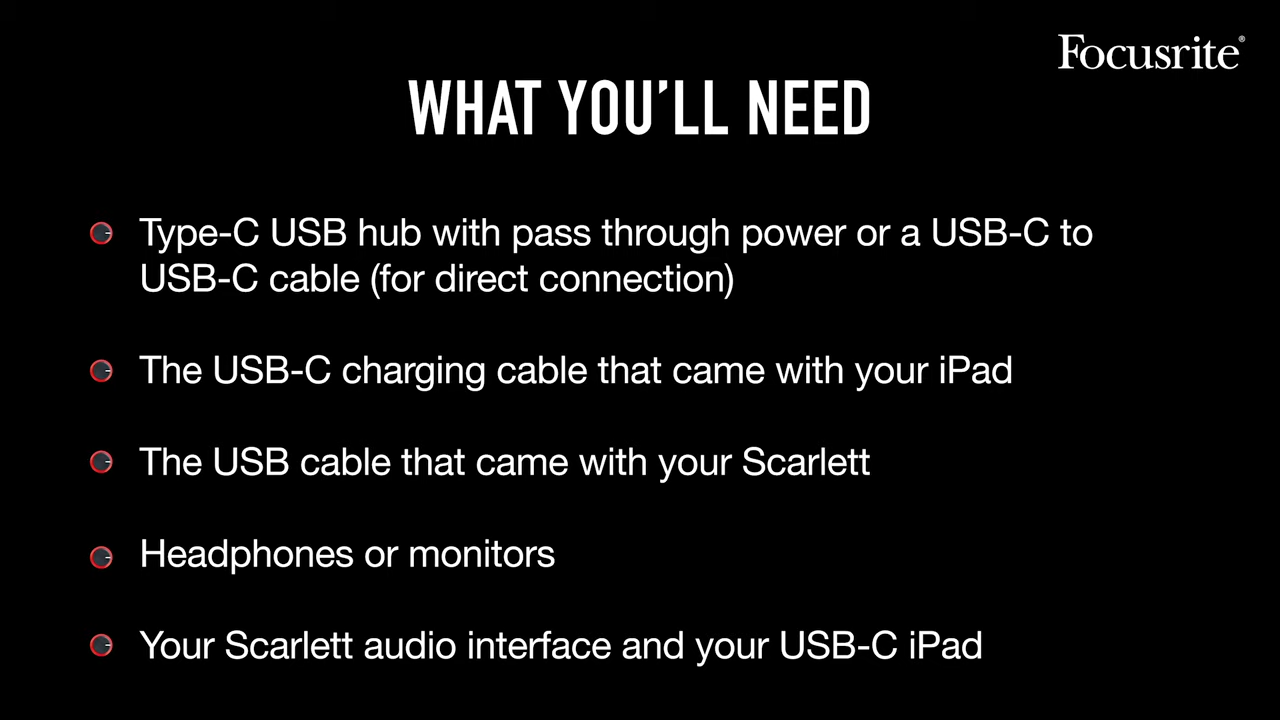 Focusrite®
WHAT YOU’LL NEED
Type-C USB hub with pass through power or a USB-C to
USB-C cable (for direct connection)
The USB-C charging cable that came with your iPad
The USB cable that came with your Scarlett
Headphones or monitors
Your Scarlett audio interface and your USB-C iPad